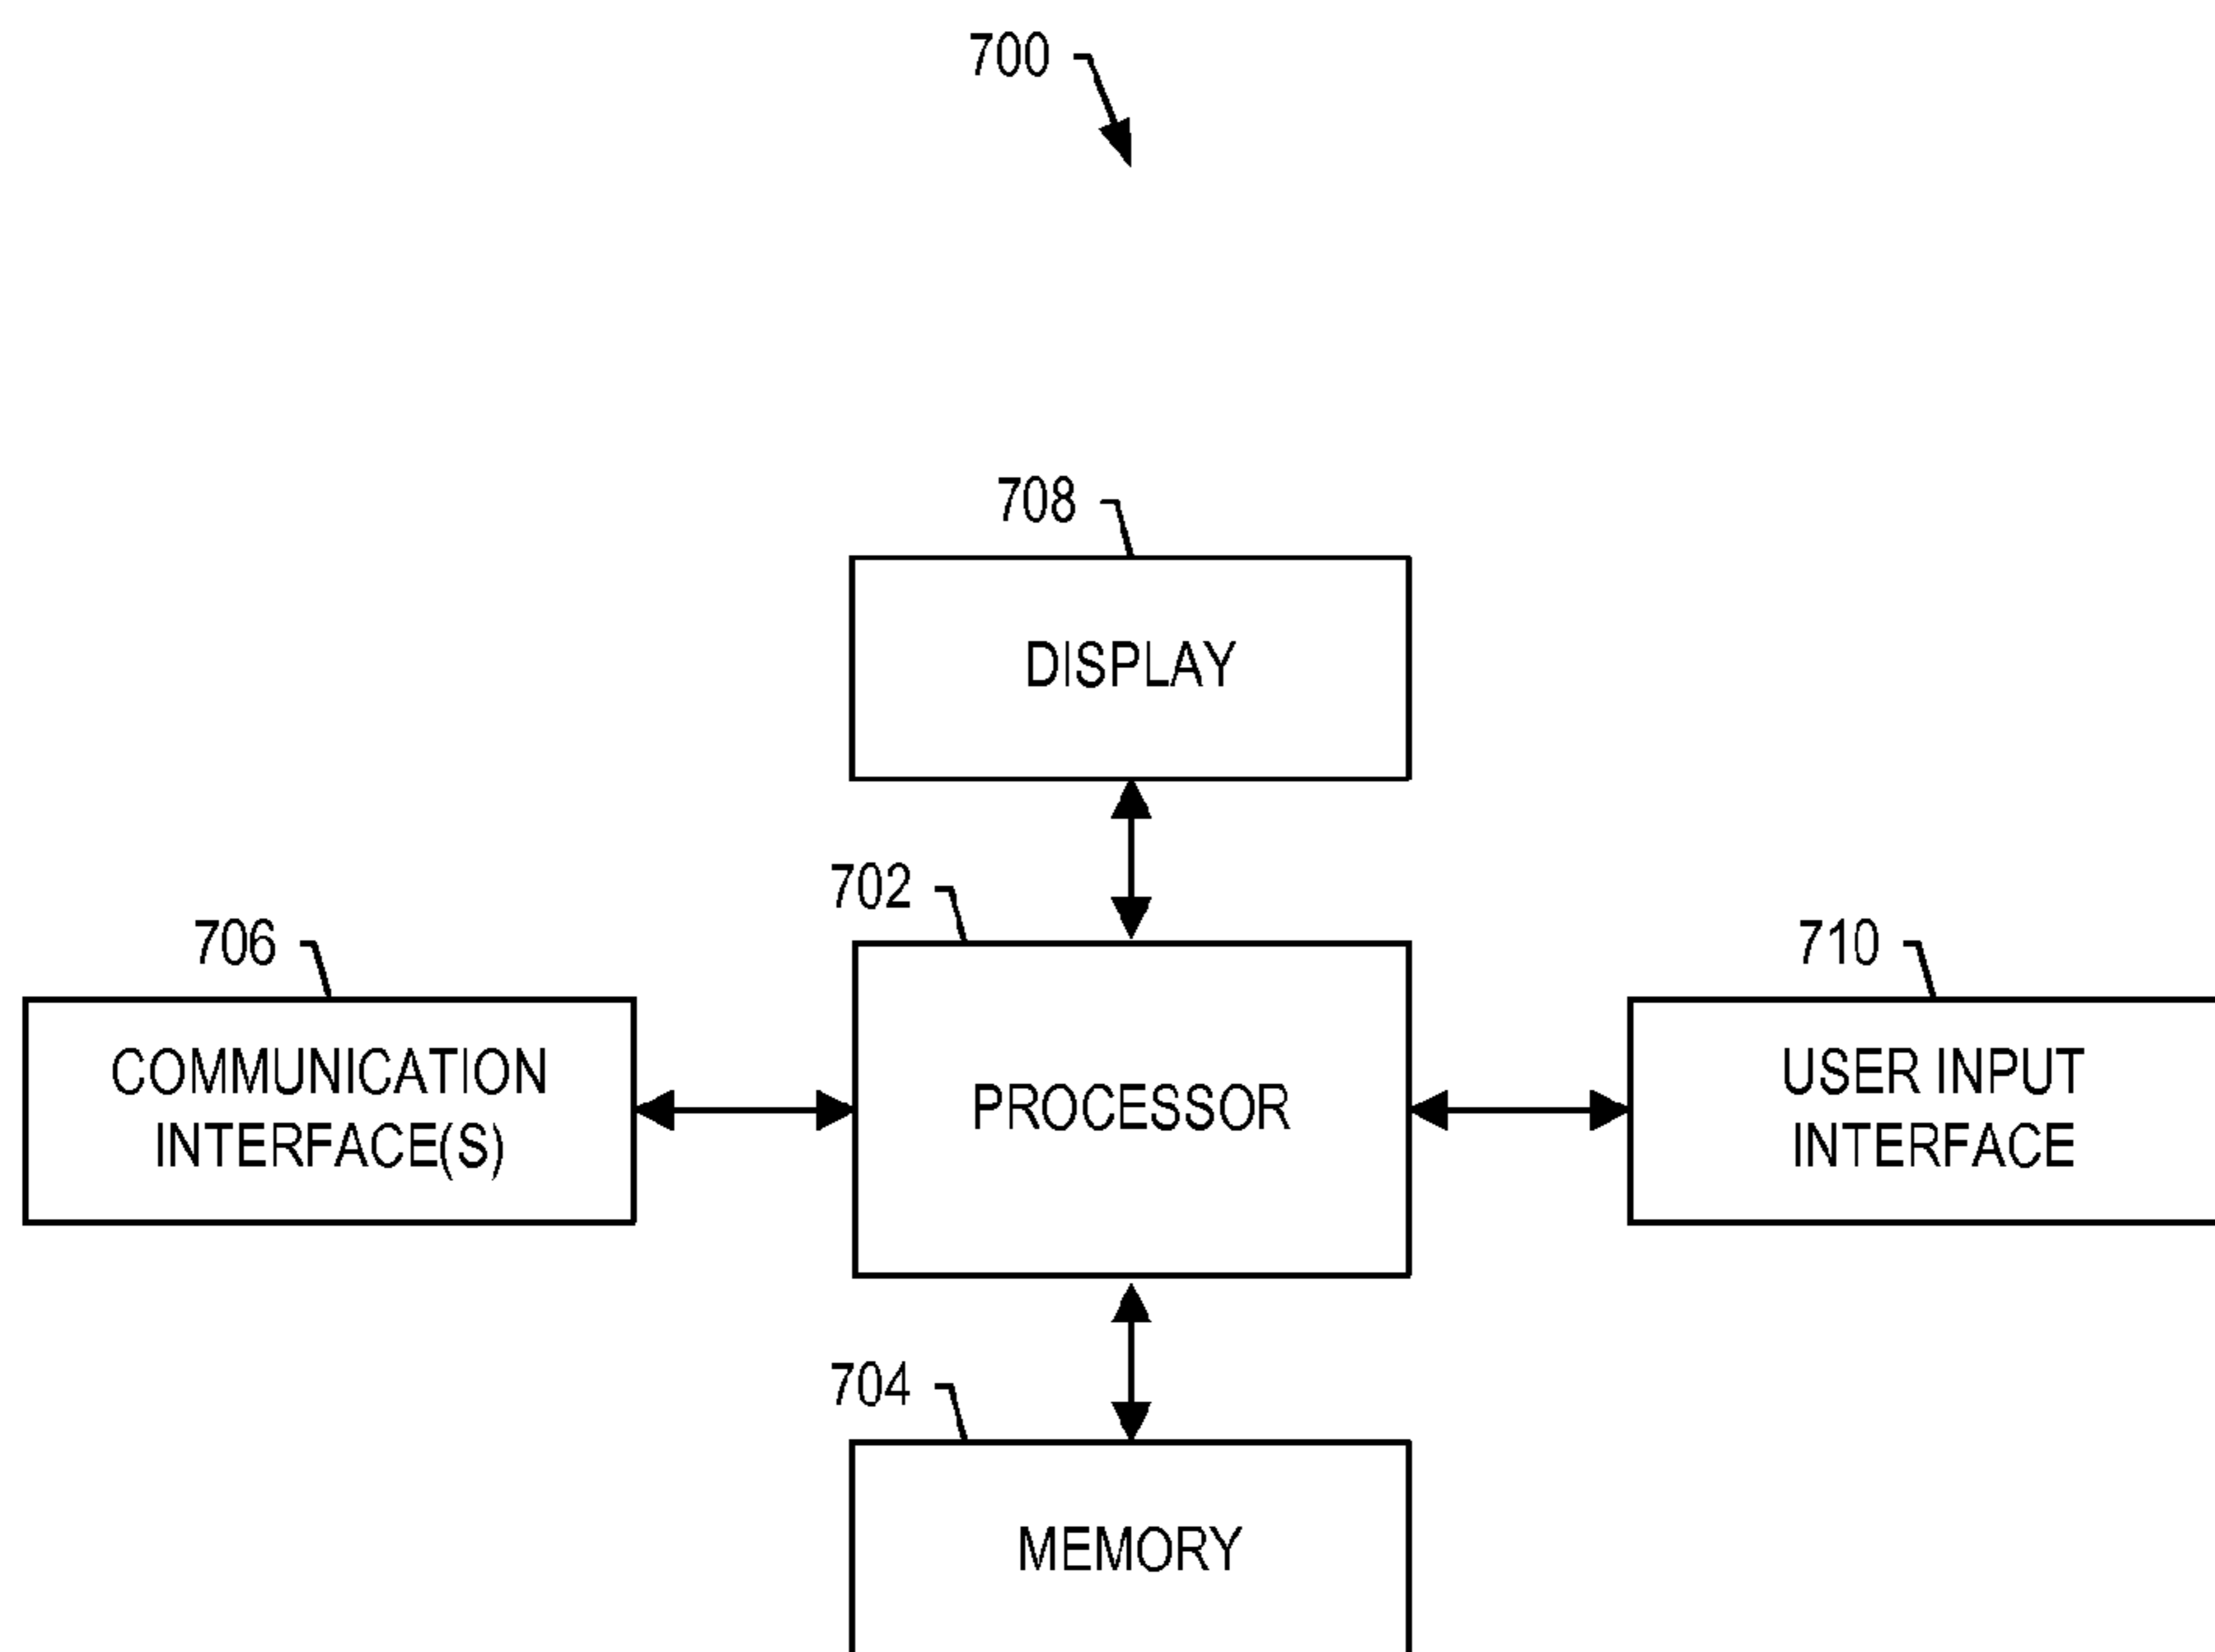 700
708
DISPLAY
702
706
710
COMMUNICATION
INTERFACE(S)
PROCESSOR
USER INPUT
INTERFACE
704
MEMORY